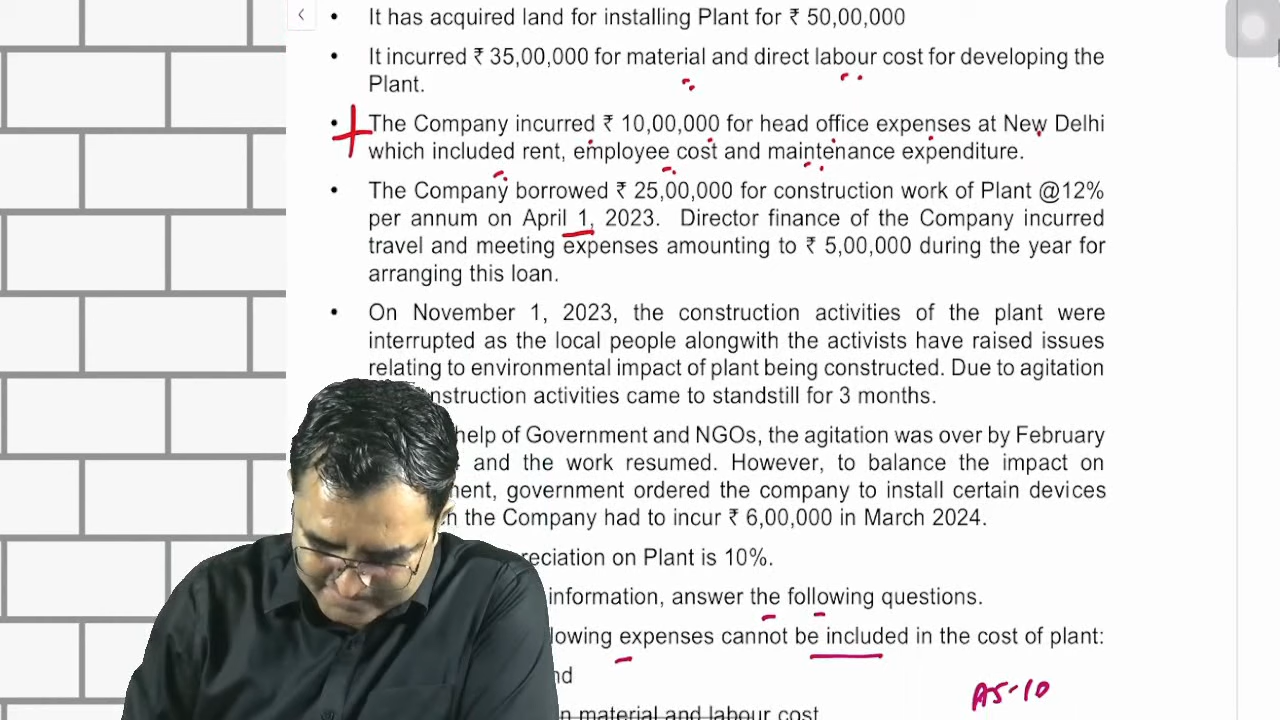 • It has acquired land for installing Plant for ₹ 50,00,000
• It incurred ₹ 35,00,000 for material and direct labour cost for developing the
Plant.
• The Company incurred ₹ 10,00,000 for head office expenses at New Delhi
which included rent, employee cost and maintenance expenditure.
• The Company borrowed ₹ 25,00,000 for construction work of Plant @12%
per annum on April 1, 2023. Director finance of the Company incurred
travel and meeting expenses amounting to ₹ 5,00,000 during the year for
arranging this loan.
• On November 1, 2023, the construction activities of the plant were
interrupted as the local people alongwith the activists have raised issues
relating to environmental impact of plant being constructed. Due to agitation
nstruction activities came to standstill for 3 months.
help of Government and NGOs, the agitation was over by February
and the work resumed. However, to balance the impact on
ment, government ordered the company to install certain devices
the Company had to incur ₹ 6,00,000 in March 2024.
reciation on Plant is 10%.
information, answer the following questions.
lowing expenses cannot be included in the cost of plant:
nd
AS-10
n material and labour cost